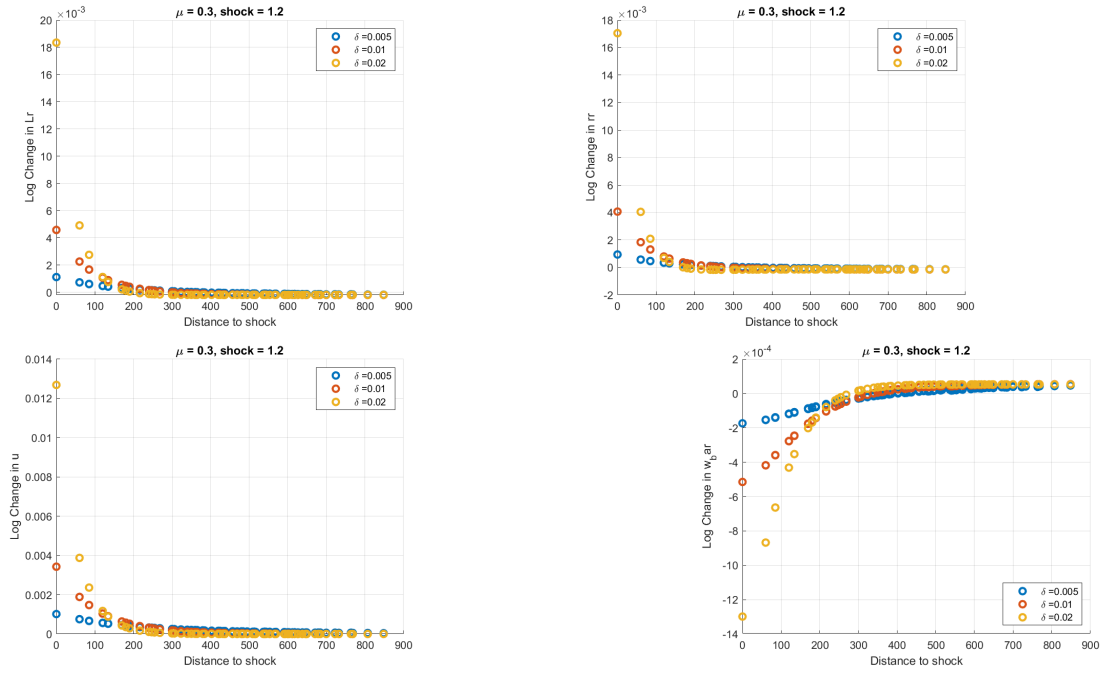 μ = 0.3, shock = 1.2
×10⁻³
20
18
16
14
12
10
8
6
4
2
0
Log Change in Lr
0 100 200 300 400 500 600 700 800 900
Distance to shock
δ =0.005
δ =0.01
δ =0.02
μ = 0.3, shock = 1.2
×10⁻³
18
16
14
12
10
8
6
4
2
0
-2
Log Change in rr
0 100 200 300 400 500 600 700 800 900
Distance to shock
δ =0.005
δ =0.01
δ =0.02
μ = 0.3, shock = 1.2
0.014
0.012
0.01
0.008
0.006
0.004
0.002
0
Log Change in u
0 100 200 300 400 500 600 700 800 900
Distance to shock
δ =0.005
δ =0.01
δ =0.02
μ = 0.3, shock = 1.2
×10⁻⁴
2
0
-2
-4
-6
-8
-10
-12
-14
Log Change in w_bar
0 100 200 300 400 500 600 700 800 900
Distance to shock
δ =0.005
δ =0.01
δ =0.02